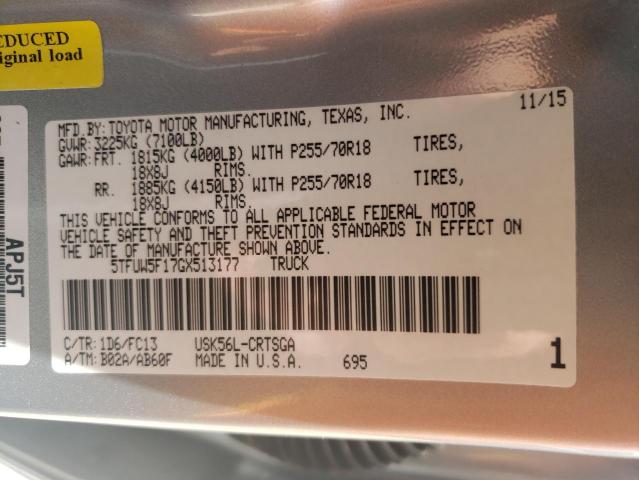 EDUCED
iginal load
11/15
MFD.BY: TOYOTA MOTOR MANUFACTURING, TEXAS, INC.
GVWR: 3225KG (7100LB)
GAWR: FRT. 1815KG (4000LB) WITH P255/70R18 TIRES,
18X8J RIMS.
RR. 1885KG (4150LB) WITH P255/70R18 TIRES,
18X8J RIMS.
THIS VEHICLE CONFORMS TO ALL APPLICABLE FEDERAL MOTOR
VEHICLE SAFETY AND THEFT PREVENTION STANDARDS IN EFFECT ON
THE DATE OF MANUFACTURE SHOWN ABOVE.
5TFUW5F17GX513177 TRUCK
C/TR: 1D6/FC13 USK56L-CRTSGA
A/TM: B02A/AB60F MADE IN U.S.A. 695
1
APJ5T